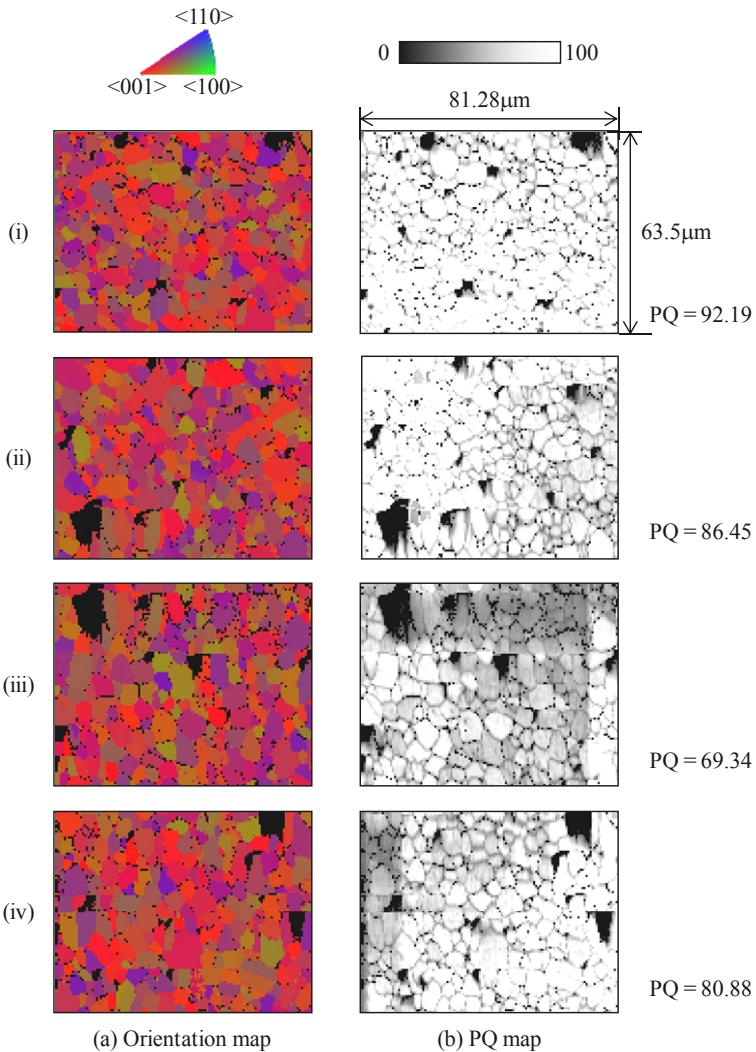 <110>
<001>
<100>
0
100
81.28μm
63.5μm
(i)
PQ = 92.19
(ii)
PQ = 86.45
(iii)
PQ = 69.34
(iv)
PQ = 80.88
(a) Orientation map
(b) PQ map